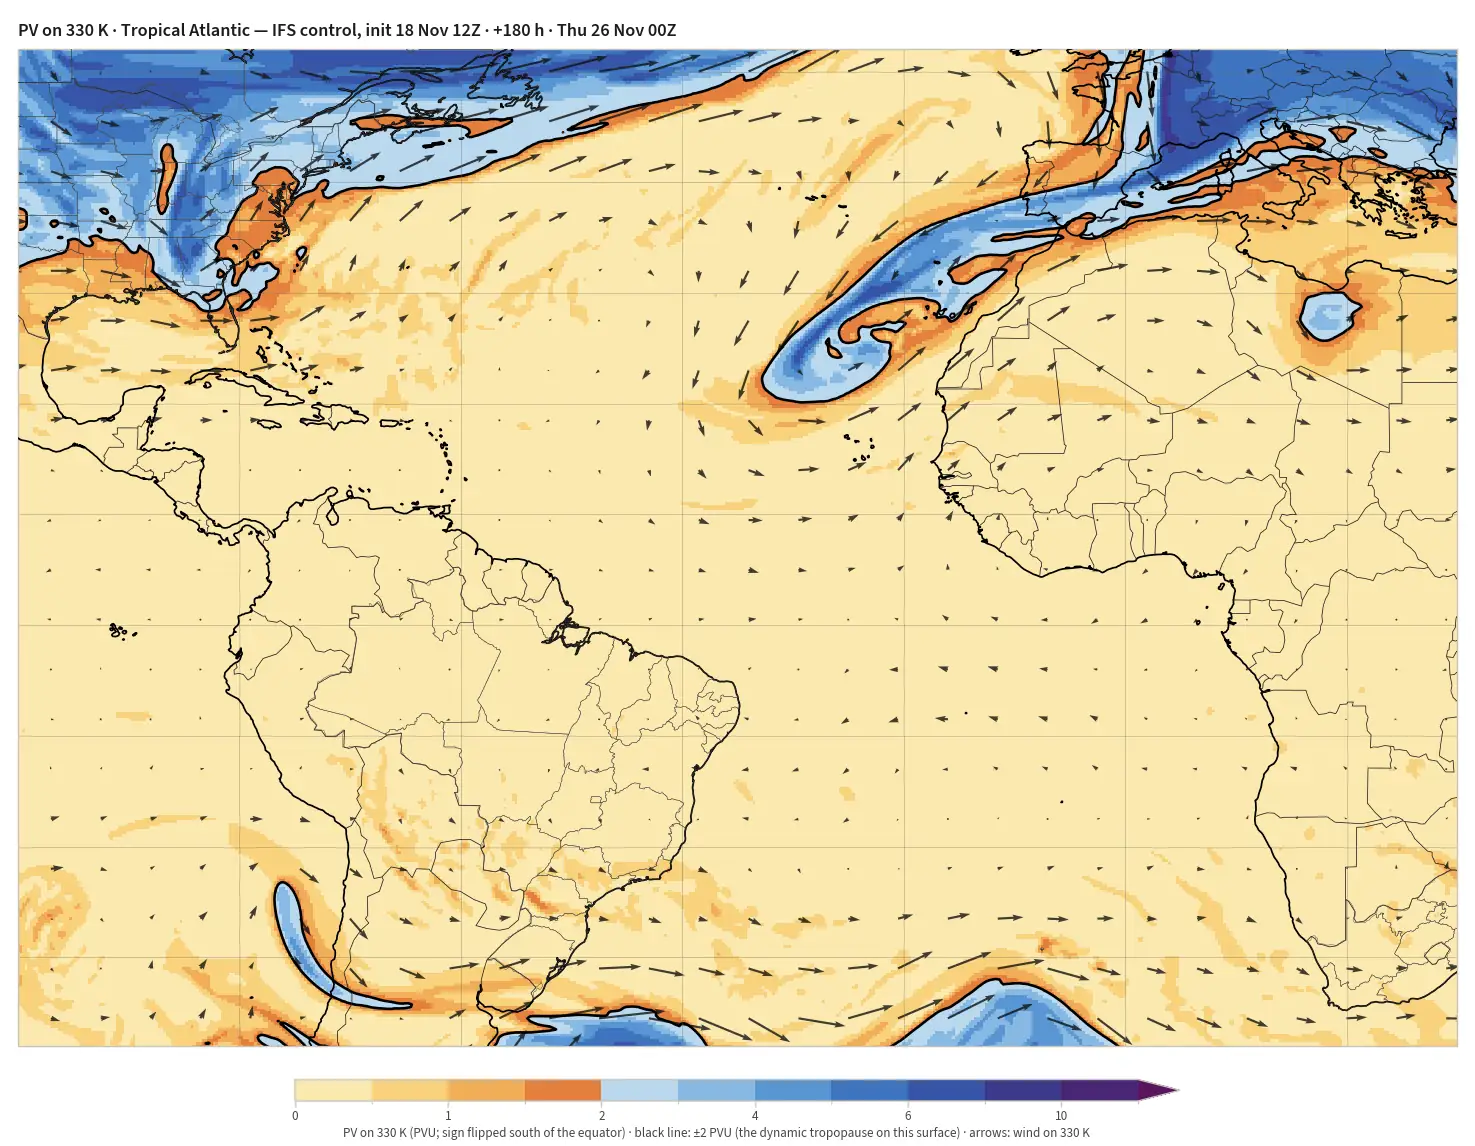 PV on 330 K · Tropical Atlantic — IFS control, init 18 Nov 12Z · +180 h · Thu 26 Nov 00Z
0 1 2 4 6 10
PV on 330 K (PVU; sign flipped south of the equator) · black line: ±2 PVU (the dynamic tropopause on this surface) · arrows: wind on 330 K